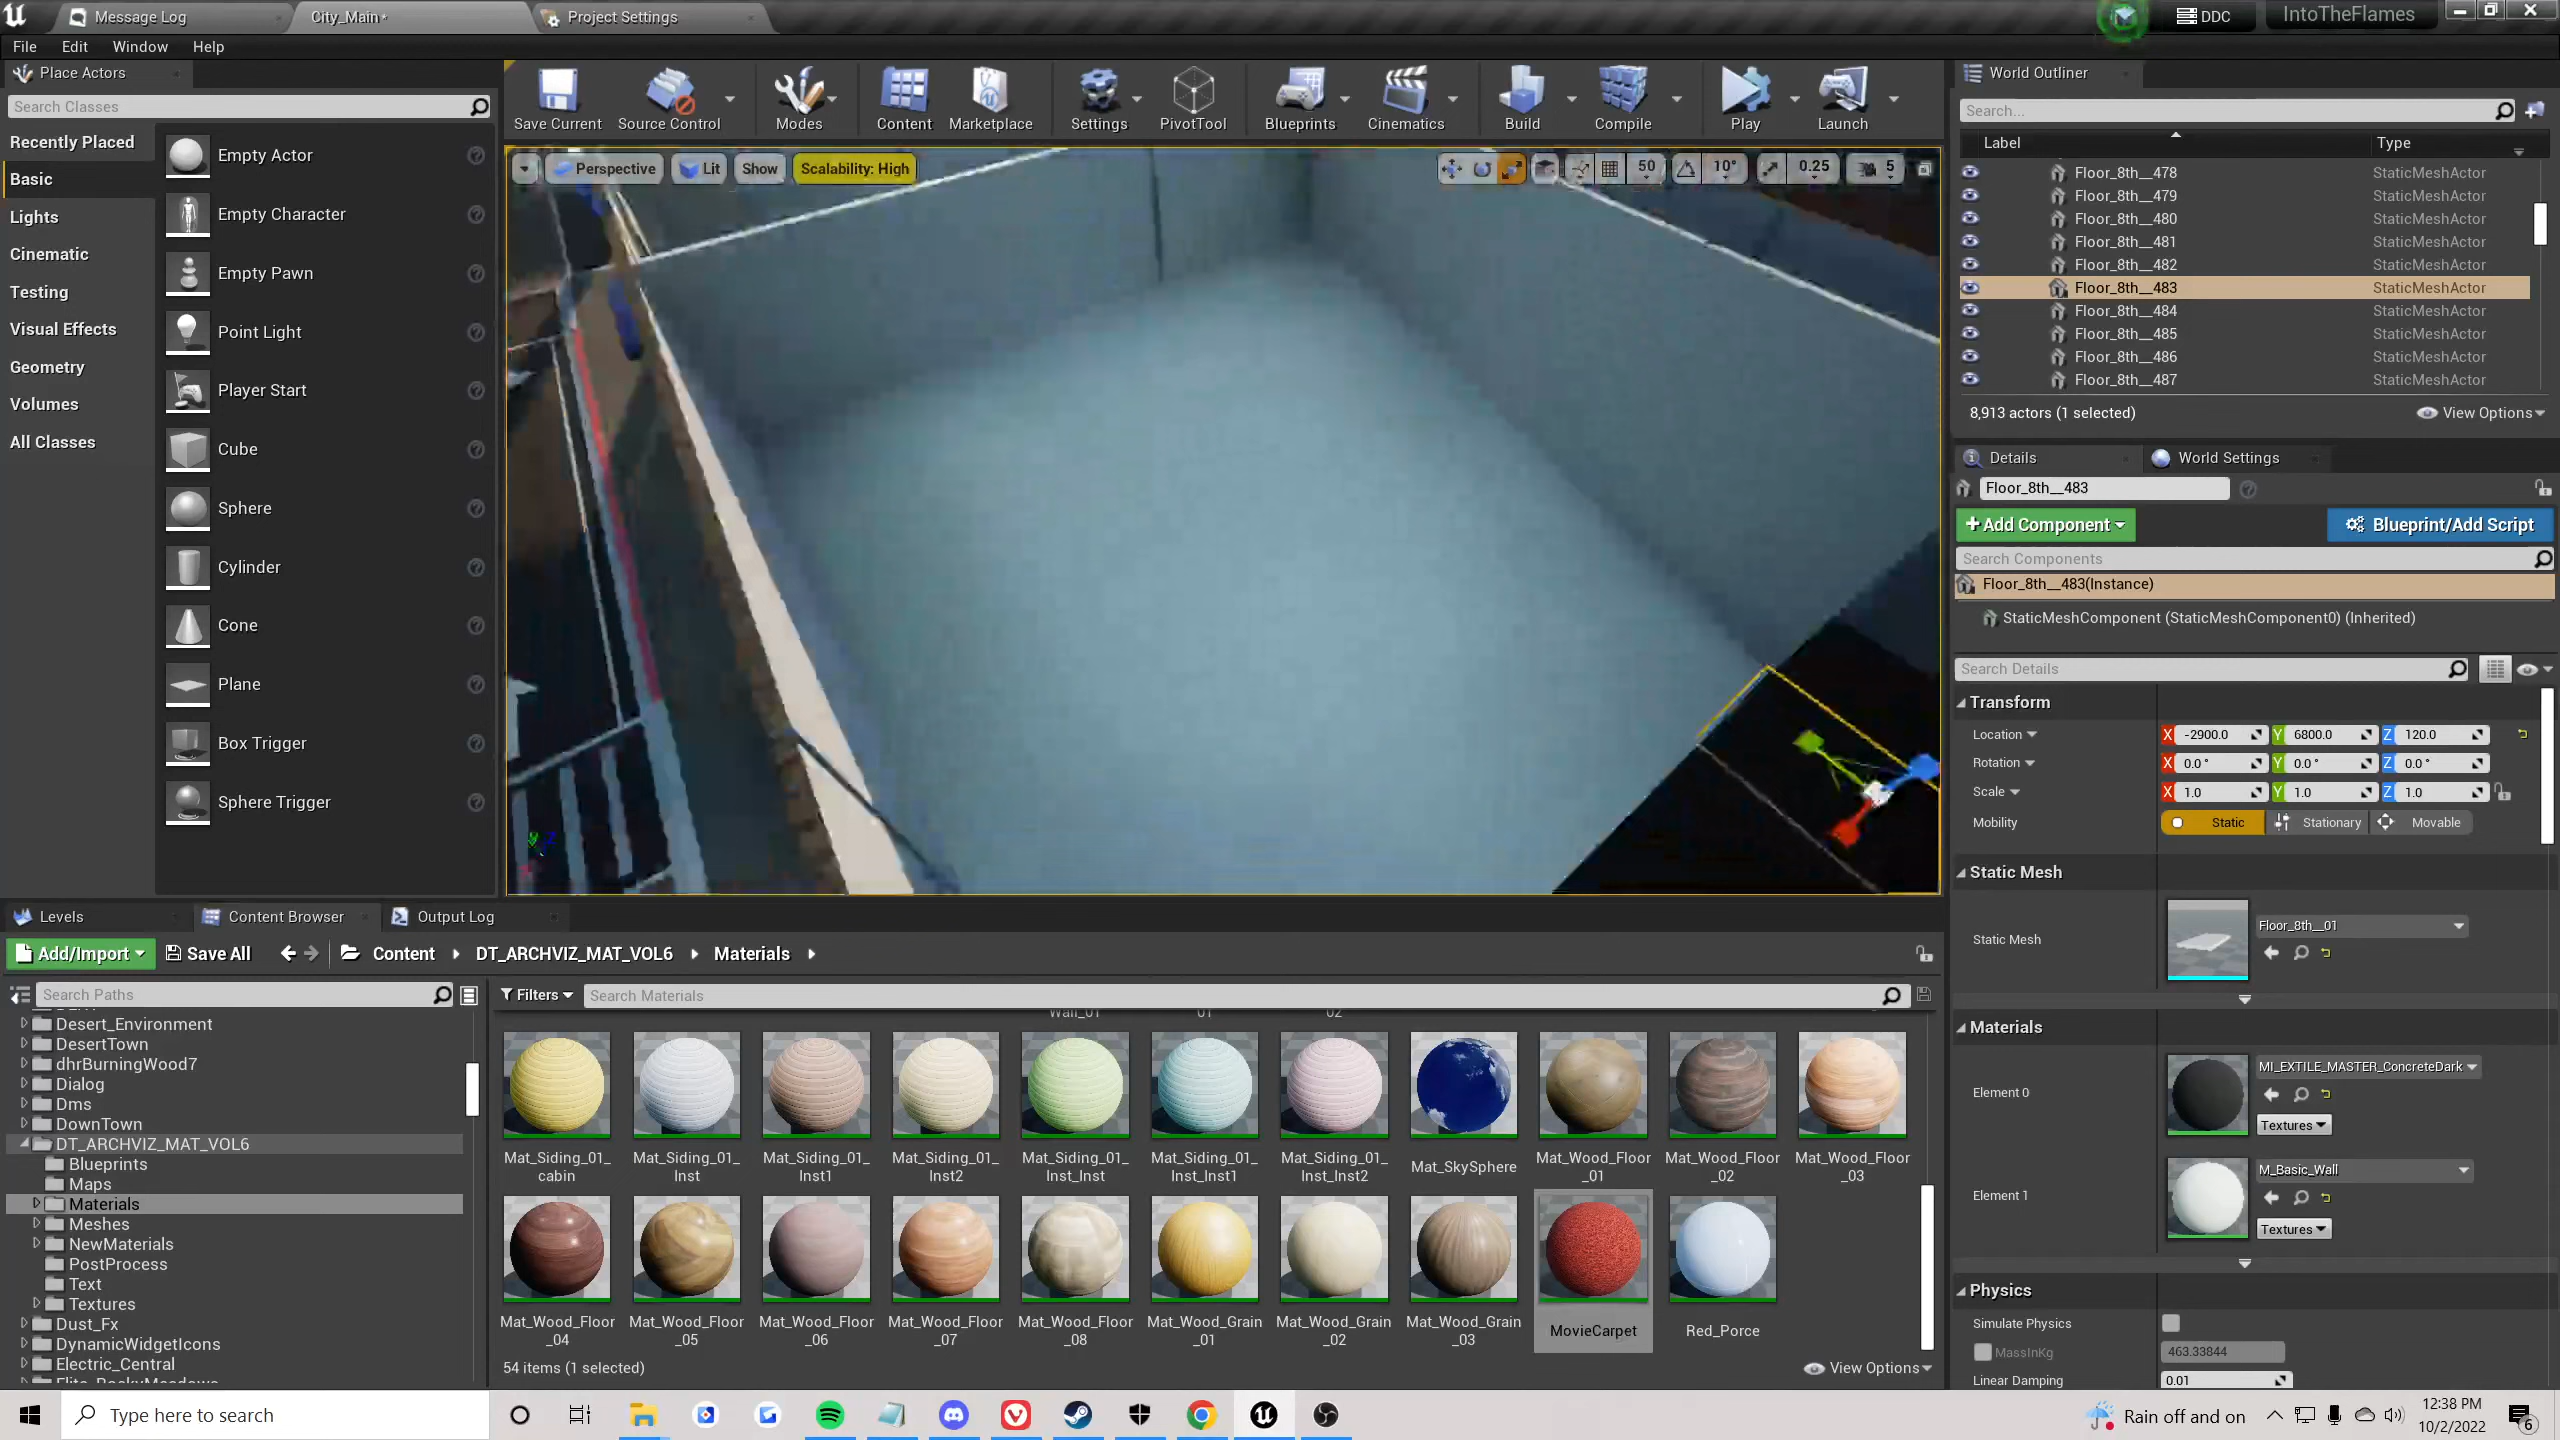 Message Log
City_Main*
Project Settings
DDC
IntoTheFlames
File Edit Window Help
Place Actors
Search Classes
Recently Placed
Basic
Lights
Cinematic
Testing
Visual Effects
Geometry
Volumes
All Classes
Empty Actor
Empty Character
Empty Pawn
Point Light
Player Start
Cube
Sphere
Cylinder
Cone
Plane
Box Trigger
Sphere Trigger
Save Current
Source Control
Modes
Content
Marketplace
Settings
PivotTool
Blueprints
Cinematics
Build
Compile
Play
Launch
Perspective
Lit
Show
Scalability: High
50
10°
0.25
5
World Outliner
Search...
Label Type
Floor_8th__478 StaticMeshActor
Floor_8th__479 StaticMeshActor
Floor_8th__480 StaticMeshActor
Floor_8th__481 StaticMeshActor
Floor_8th__482 StaticMeshActor
Floor_8th__483 StaticMeshActor
Floor_8th__484 StaticMeshActor
Floor_8th__485 StaticMeshActor
Floor_8th__486 StaticMeshActor
Floor_8th__487 StaticMeshActor
8,913 actors (1 selected)
View Options
Details
World Settings
Floor_8th__483
+Add Component
Blueprint/Add Script
Search Components
Floor_8th__483(Instance)
StaticMeshComponent (StaticMeshComponent0) (Inherited)
Search Details
Transform
Location X -2900.0 Y 6800.0 Z 120.0
Rotation X 0.0 ° Y 0.0 ° Z 0.0 °
Scale X 1.0 Y 1.0 Z 1.0
Mobility Static Stationary Movable
Static Mesh
Static Mesh
Floor_8th__01
Materials
Element 0
MI_EXTILE_MASTER_ConcreteDark
Textures
Element 1
M_Basic_Wall
Textures
Physics
Simulate Physics
MassInKg 463.33844
Linear Damping 0.01
Levels
Content Browser
Output Log
Add/Import
Save All
Content
DT_ARCHVIZ_MAT_VOL6
Materials
Search Paths
Filters
Search Materials
Desert_Environment
DesertTown
dhrBurningWood7
Dialog
Dms
DownTown
DT_ARCHVIZ_MAT_VOL6
Blueprints
Maps
Materials
Meshes
NewMaterials
PostProcess
Text
Textures
Dust_Fx
DynamicWidgetIcons
Electric_Central
Wall_01
01
02
Mat_Siding_01_
cabin
Mat_Siding_01_
Inst
Mat_Siding_01_
Inst1
Mat_Siding_01_
Inst2
Mat_Siding_01_
Inst_Inst
Mat_Siding_01_
Inst_Inst1
Mat_Siding_01_
Inst_Inst2
Mat_SkySphere
Mat_Wood_Floor
_01
Mat_Wood_Floor
_02
Mat_Wood_Floor
_03
Mat_Wood_Floor
_04
Mat_Wood_Floor
_05
Mat_Wood_Floor
_06
Mat_Wood_Floor
_07
Mat_Wood_Floor
_08
Mat_Wood_Grain
_01
Mat_Wood_Grain
_02
Mat_Wood_Grain
_03
MovieCarpet
Red_Porce
54 items (1 selected)
View Options
Type here to search
Rain off and on
12:38 PM
10/2/2022
6